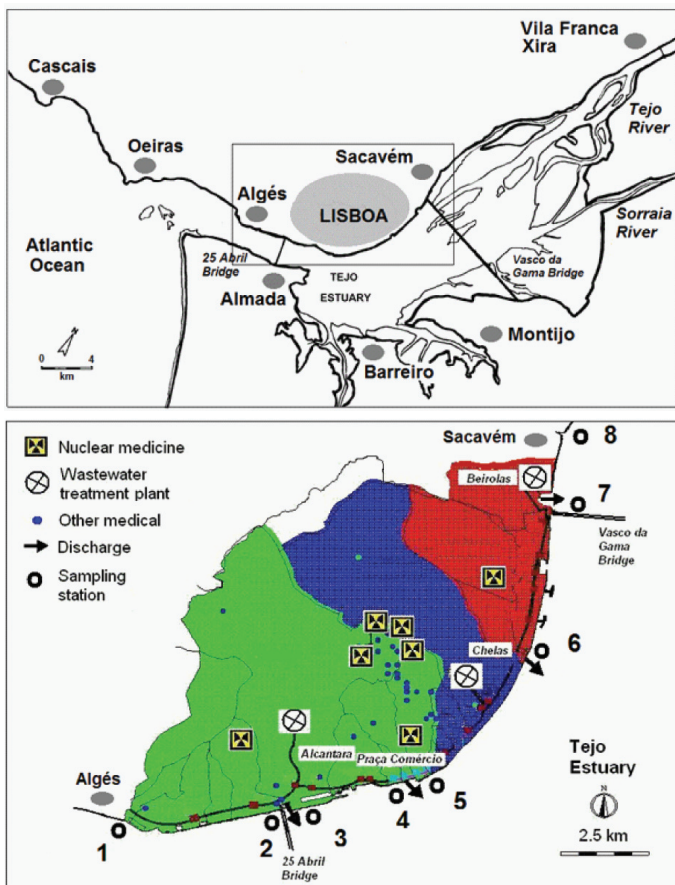 Vila Franca
Xira
Cascais
Tejo
River
Oeiras
Sacavém
Algés
LISBOA
Sorraia
River
Atlantic
Ocean
25 Abril
Bridge
TEJO
ESTUARY
Vasco da
Gama Bridge
Almada
0 4
km
Montijo
Barreiro
Nuclear medicine
Wastewater
treatment plant
Other medical
Discharge
Sampling
station
Sacavém
8
Beirolas
7
Vasco da
Gama
Bridge
6
Chelas
Alcantara
Praça Comércio
Tejo
Estuary
Algés
N
2.5 km
1
2
3
4
5
25 Abril
Bridge